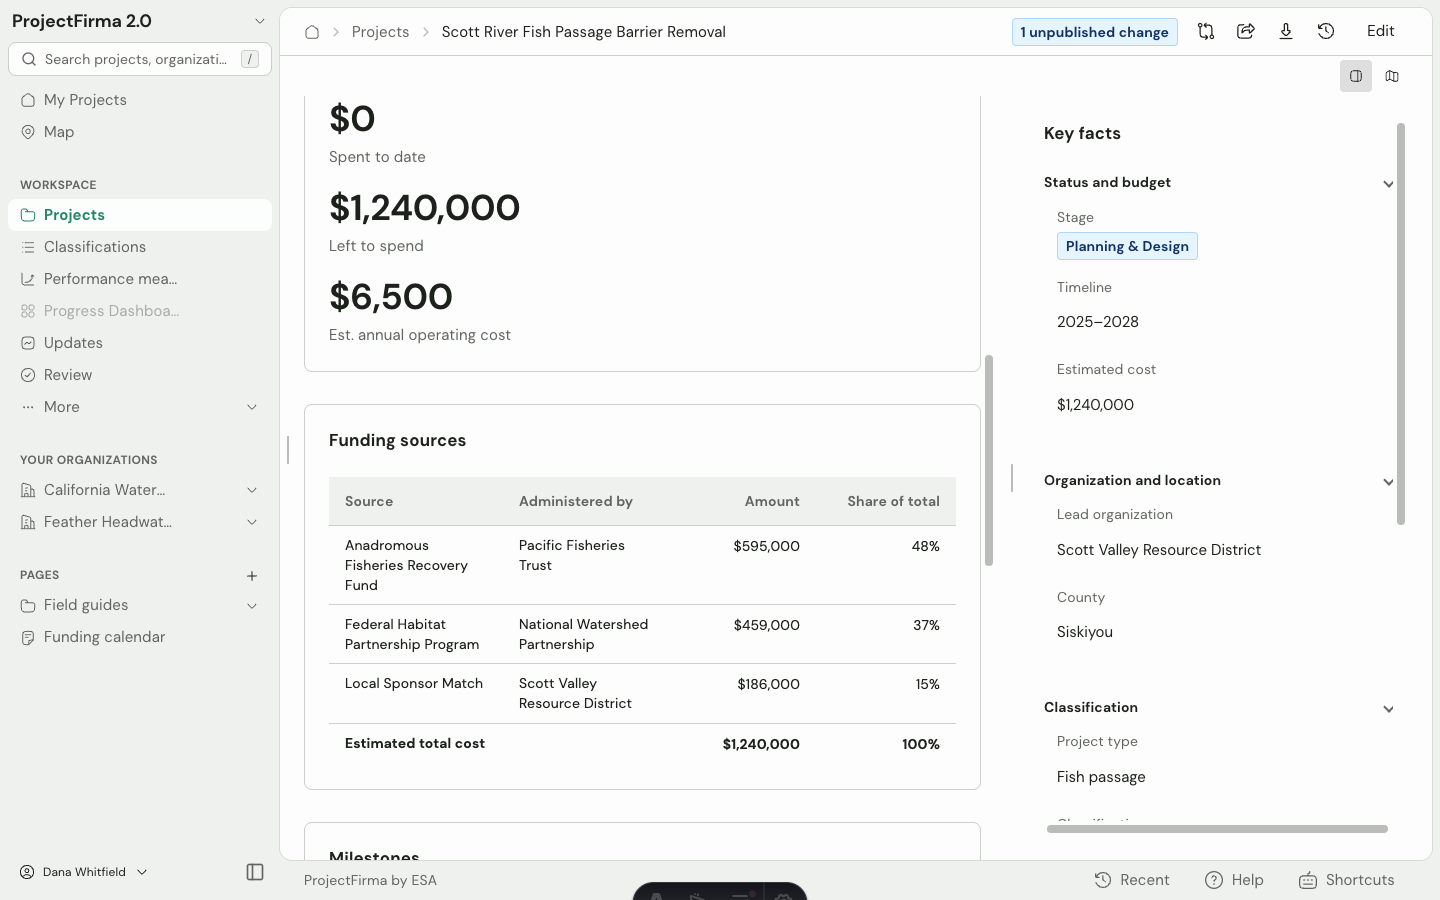 ProjectFirma 2.0
Search projects, organizati...
/
My Projects
Map
WORKSPACE
Projects
Classifications
Performance mea...
Progress Dashboa...
Updates
Review
More
YOUR ORGANIZATIONS
California Water...
Feather Headwat...
PAGES
Field guides
Funding calendar
Dana Whitfield
Projects
Scott River Fish Passage Barrier Removal
1 unpublished change
Edit
$0
Spent to date
$1,240,000
Left to spend
$6,500
Est. annual operating cost
Funding sources
Source Administered by Amount Share of total
Anadromous Fisheries Recovery Fund Pacific Fisheries Trust $595,000 48%
Federal Habitat Partnership Program National Watershed Partnership $459,000 37%
Local Sponsor Match Scott Valley Resource District $186,000 15%
Estimated total cost $1,240,000 100%
Milestones
Key facts
Status and budget
Stage
Planning & Design
Timeline
2025–2028
Estimated cost
$1,240,000
Organization and location
Lead organization
Scott Valley Resource District
County
Siskiyou
Classification
Project type
Fish passage
ProjectFirma by ESA
Recent
Help
Shortcuts